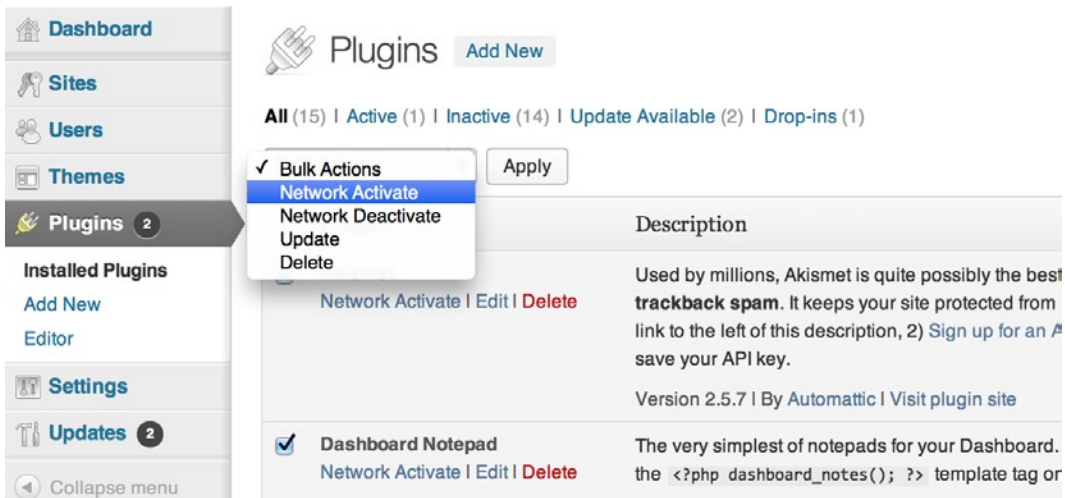 Dashboard
Sites
Users
Themes
Plugins 2
Installed Plugins
Add New
Editor
Settings
Updates 2
Collapse menu
Plugins Add New
All (15) | Active (1) | Inactive (14) | Update Available (2) | Drop-ins (1)
✓ Bulk Actions
Network Activate
Network Deactivate
Update
Delete
Apply
Description
Network Activate | Edit | Delete
Used by millions, Akismet is quite possibly the best
trackback spam. It keeps your site protected from
link to the left of this description, 2) Sign up for an
save your API key.
Version 2.5.7 | By Automattic | Visit plugin site
Dashboard Notepad
Network Activate | Edit | Delete
The very simplest of notepads for your Dashboard.
the <?php dashboard_notes(); ?> template tag or